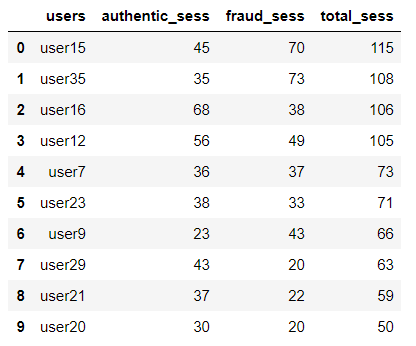 users authentic_sess fraud_sess total_sess
0 user15 45 70 115
1 user35 35 73 108
2 user16 68 38 106
3 user12 56 49 105
4 user7 36 37 73
5 user23 38 33 71
6 user9 23 43 66
7 user29 43 20 63
8 user21 37 22 59
9 user20 30 20 50